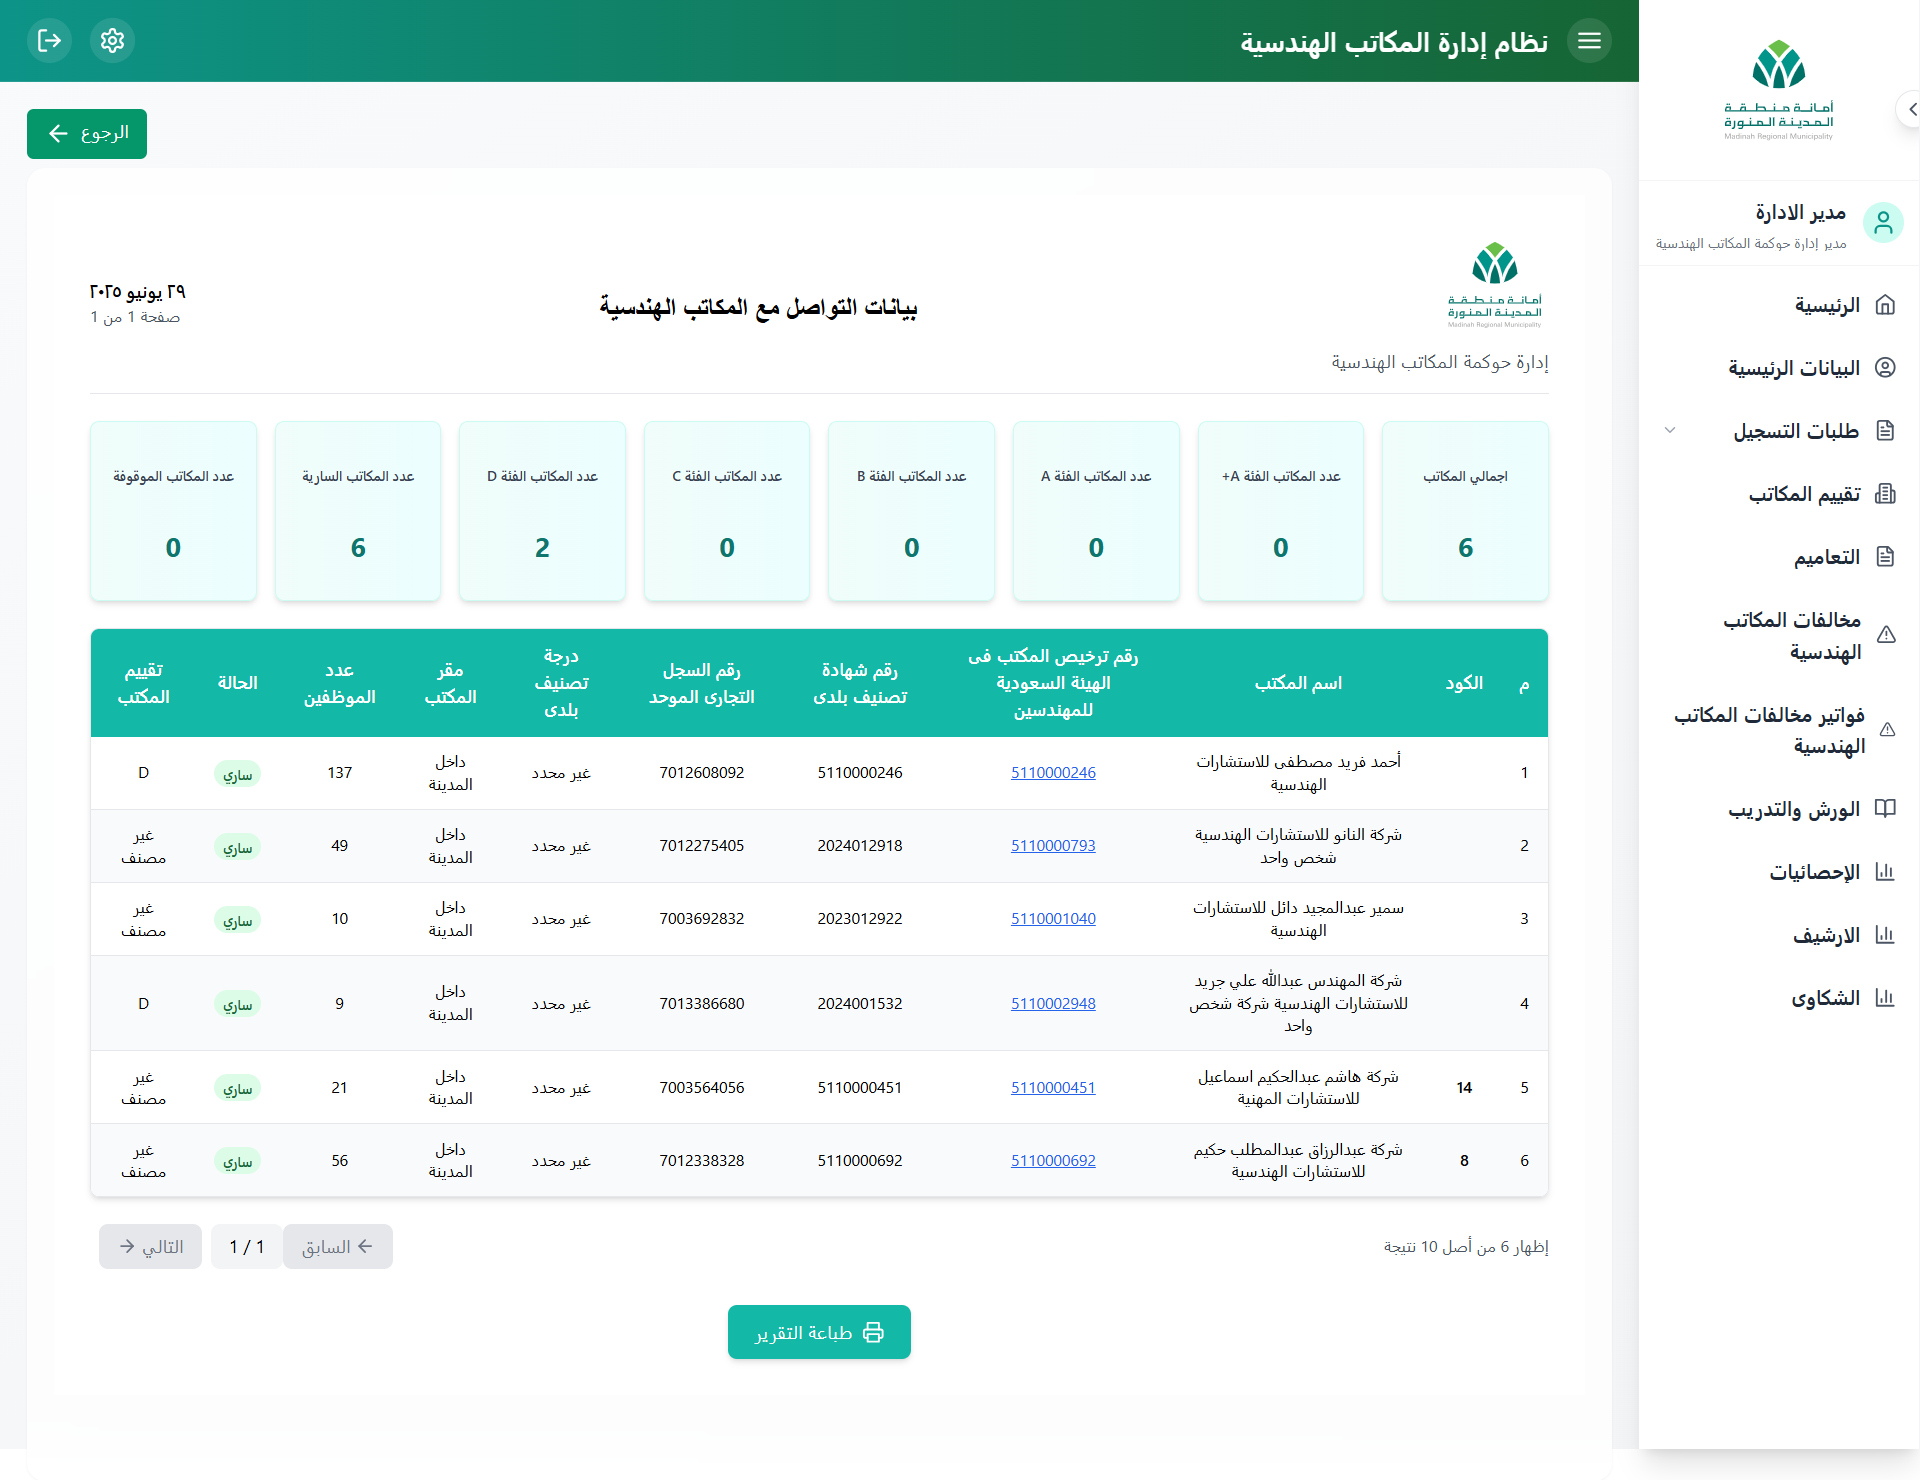 نظام إدارة المكاتب الهندسية
أمانة منطقة
المدينة المنورة
Madinah Regional Municipality
مدير الادارة
مدير إدارة حوكمة المكاتب الهندسية
الرئيسية
البيانات الرئيسية
طلبات التسجيل
تقييم المكاتب
التعاميم
مخالفات المكاتب
الهندسية
فواتير مخالفات المكاتب
الهندسية
الورش والتدريب
الإحصائيات
الارشيف
الشكاوى
الرجوع
أمانة منطقة
المدينة المنورة
Madinah Regional Municipality
إدارة حوكمة المكاتب الهندسية
بيانات التواصل مع المكاتب الهندسية
٢٩ يونيو ٢٠٢٥
صفحة 1 من 1
اجمالي المكاتب
6
عدد المكاتب الفئة A+
0
عدد المكاتب الفئة A
0
عدد المكاتب الفئة B
0
عدد المكاتب الفئة C
0
عدد المكاتب الفئة D
2
عدد المكاتب السارية
6
عدد المكاتب الموقوفة
0
م
الكود
اسم المكتب
رقم ترخيص المكتب فى
الهيئة السعودية
للمهندسين
رقم شهادة
تصنيف بلدى
رقم السجل
التجارى الموحد
درجة
تصنيف
بلدى
مقر
المكتب
عدد
الموظفين
الحالة
تقييم
المكتب
1
أحمد فريد مصطفى للاستشارات
الهندسية
5110000246
5110000246
7012608092
غير محدد
داخل
المدينة
137
ساري
D
2
شركة النانو للاستشارات الهندسية
شخص واحد
5110000793
2024012918
7012275405
غير محدد
داخل
المدينة
49
ساري
غير
مصنف
3
سمير عبدالمجيد دائل للاستشارات
الهندسية
5110001040
2023012922
7003692832
غير محدد
داخل
المدينة
10
ساري
غير
مصنف
4
شركة المهندس عبدالله علي جريد
للاستشارات الهندسية شركة شخص
واحد
5110002948
2024001532
7013386680
غير محدد
داخل
المدينة
9
ساري
D
5
14
شركة هاشم عبدالحكيم اسماعيل
للاستشارات المهنية
5110000451
5110000451
7003564056
غير محدد
داخل
المدينة
21
ساري
غير
مصنف
6
8
شركة عبدالرزاق عبدالمطلب حكيم
للاستشارات الهندسية
5110000692
5110000692
7012338328
غير محدد
داخل
المدينة
56
ساري
غير
مصنف
إظهار 6 من أصل 10 نتيجة
السابق
1 / 1
التالي
طباعة التقرير